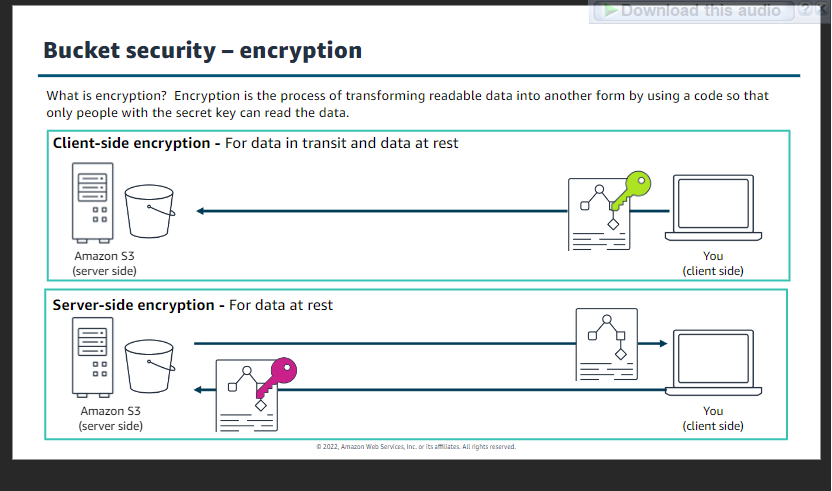 Download this audio
?
Bucket security – encryption
What is encryption? Encryption is the process of transforming readable data into another form by using a code so that
only people with the secret key can read the data.
Client-side encryption - For data in transit and data at rest
Amazon S3
(server side)
You
(client side)
Server-side encryption - For data at rest
Amazon S3
(server side)
You
(client side)
© 2022, Amazon Web Services, Inc. or its affiliates. All rights reserved.